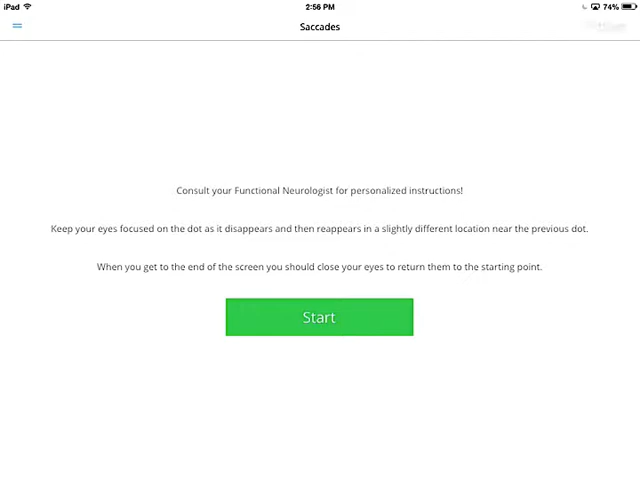 iPad 2:56 PM 74%
Saccades
Consult your Functional Neurologist for personalized instructions!
Keep your eyes focused on the dot as it disappears and then reappears in a slightly different location near the previous dot.
When you get to the end of the screen you should close your eyes to return them to the starting point.
Start